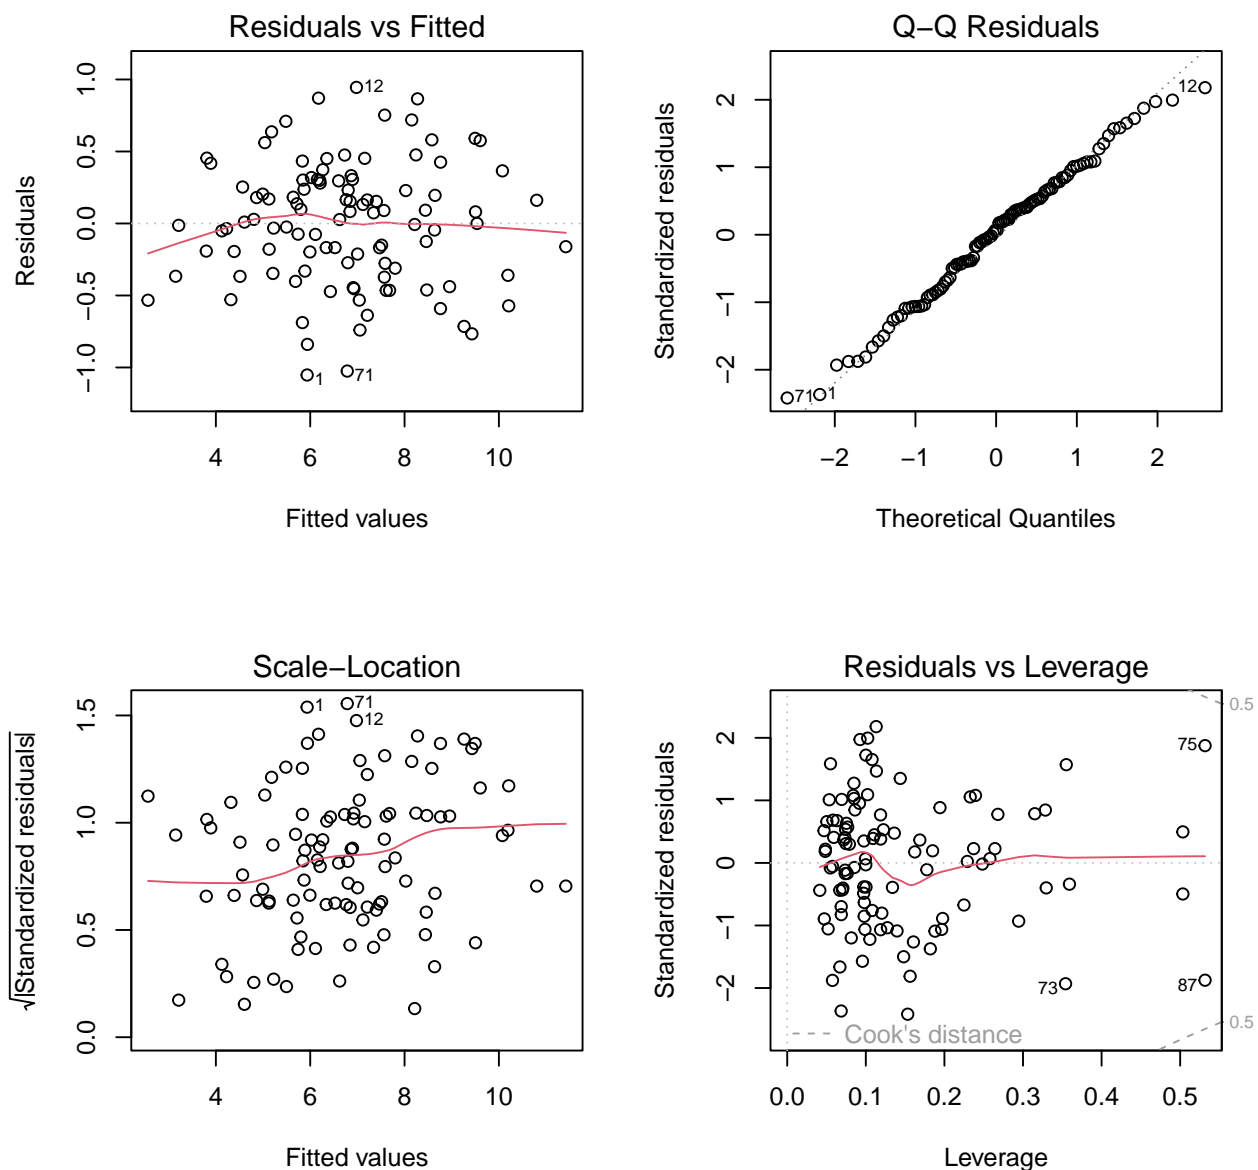 Residuals vs Fitted
Residuals
1.0
0.5
0.0
−0.5
−1.0
12
1
71
4 6 8 10
Fitted values
Q−Q Residuals
Standardized residuals
2
1
0
−1
−2
12
71
1
−2 −1 0 1 2
Theoretical Quantiles
Scale−Location
√|Standardized residuals|
1.5
1.0
0.5
0.0
1
71
12
4 6 8 10
Fitted values
Residuals vs Leverage
Standardized residuals
2
1
0
−1
−2
0.5
75
73
87
0.5
Cook's distance
0.0 0.1 0.2 0.3 0.4 0.5
Leverage